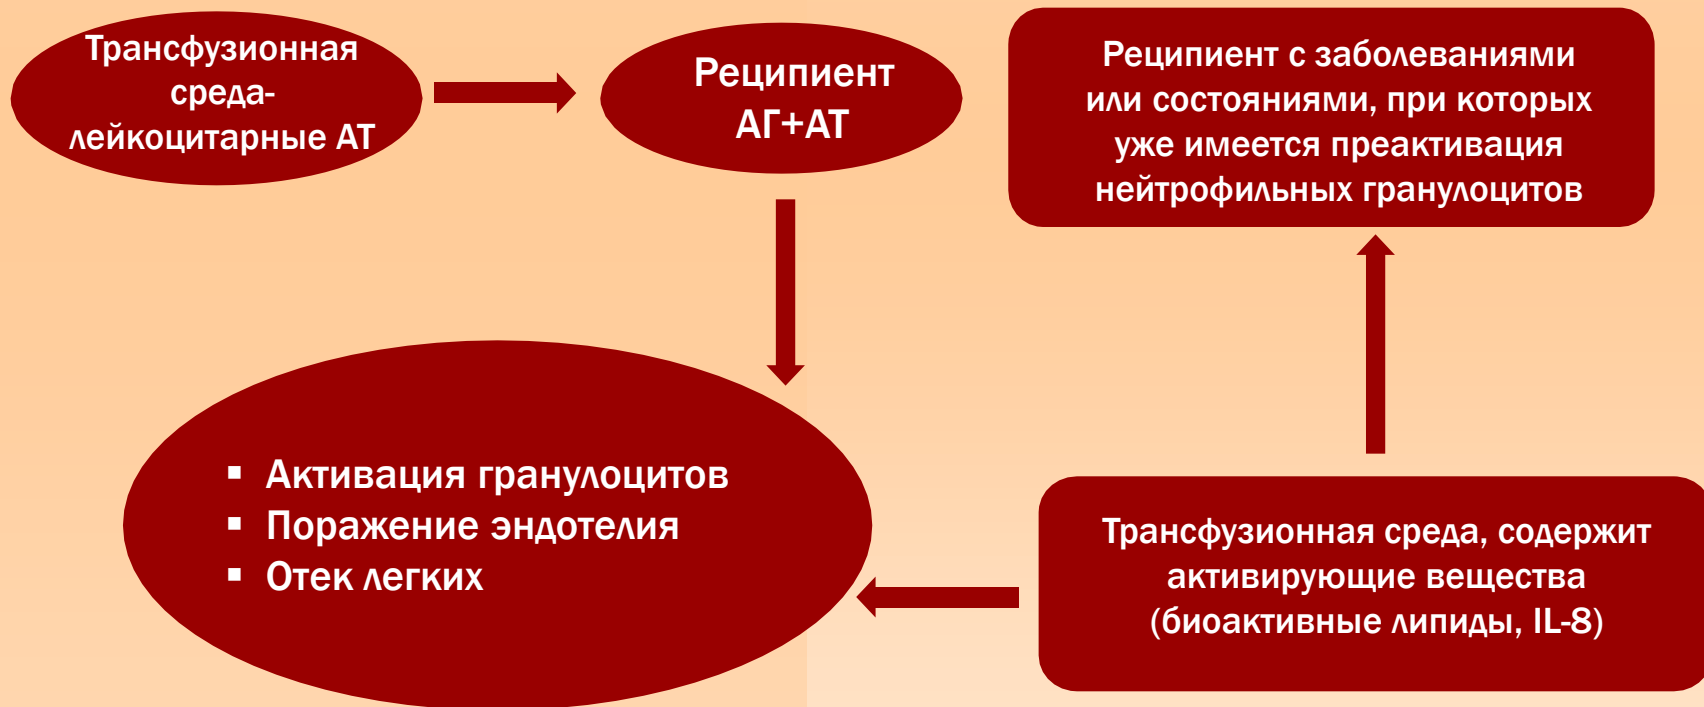 Трансфузионная
среда-
лейкоцитарные АТ
Реципиент
АГ+АТ
Реципиент с заболеваниями
или состояниями, при которых
уже имеется преактивация
нейтрофильных гранулоцитов
▪ Активация гранулоцитов
▪ Поражение эндотелия
▪ Отек легких
Трансфузионная среда, содержит
активирующие вещества
(биоактивные липиды, IL-8)